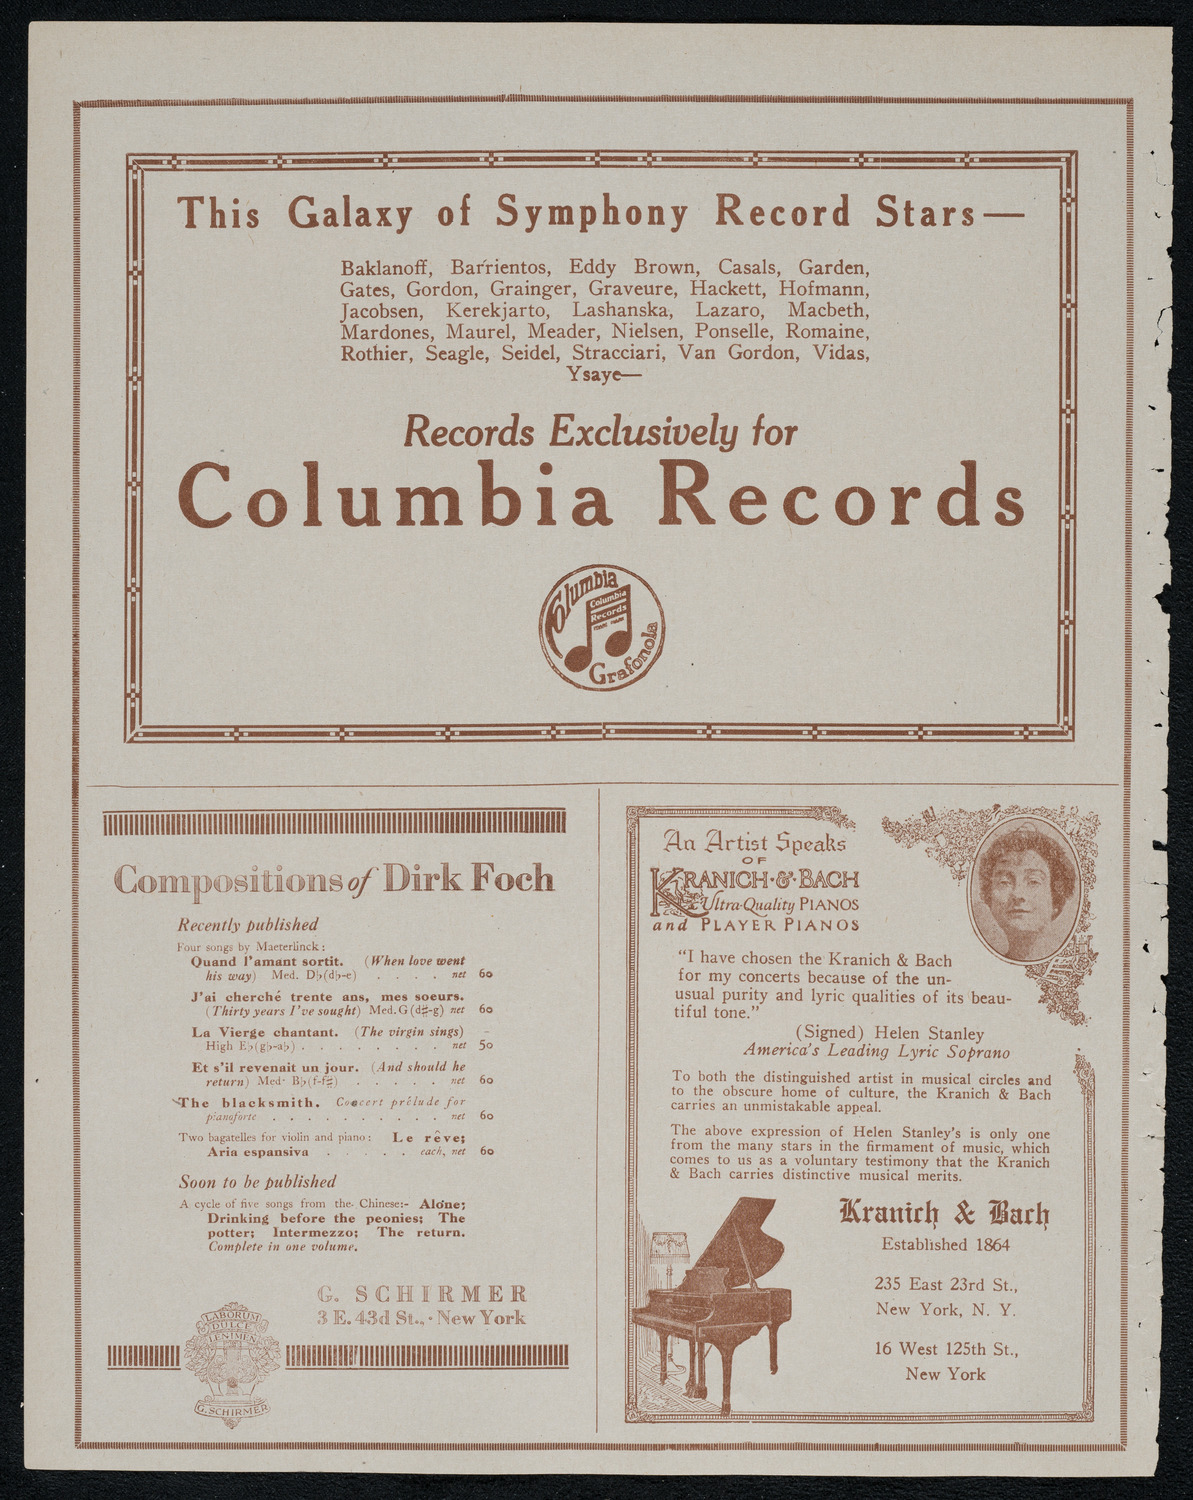 This Galaxy of Symphony Record Stars—
Baklanoff, Barrientos, Eddy Brown, Casals, Garden,
Gates, Gordon, Grainger, Graveure, Hackett, Hofmann,
Jacobsen, Kerekjarto, Lashanska, Lazaro, Macbeth,
Mardones, Maurel, Meader, Nielsen, Ponselle, Romaine,
Rothier, Seagle, Seidel, Stracciari, Van Gordon, Vidas,
Ysaye—
Records Exclusively for
Columbia Records
Columbia
Columbia
Records
Grafonola
Compositions of Dirk Foch
Recently published
Four songs by Maeterlinck:
Quand l'amant sortit. (When love went
his way) Med. D♭(d♭-e) . . . . net 60
J'ai cherché trente ans, mes soeurs.
(Thirty years I've sought) Med. G (d♯-g) net 60
La Vierge chantant. (The virgin sings)
High E♭(g♭-a♭) . . . . . . . . net 50
Et s'il revenait un jour. (And should he
return) Med. B♭(f-f♯) . . . . . net 60
The blacksmith. Concert prélude for
pianoforte . . . . . . . . . . net 60
Two bagatelles for violin and piano: Le rêve;
Aria espansiva . . . . . each, net 60
Soon to be published
A cycle of five songs from the Chinese:- Alone;
Drinking before the peonies; The
potter; Intermezzo; The return.
Complete in one volume.
G. SCHIRMER
3 E. 43d St., · New York
LABORUM
DULCE
LENIMEN
G. SCHIRMER
An Artist Speaks
OF
KRANICH·&·BACH
Ultra-Quality PIANOS
and PLAYER PIANOS
"I have chosen the Kranich & Bach
for my concerts because of the un-
usual purity and lyric qualities of its beau-
tiful tone."
(Signed) Helen Stanley
America's Leading Lyric Soprano
To both the distinguished artist in musical circles and
to the obscure home of culture, the Kranich & Bach
carries an unmistakable appeal.
The above expression of Helen Stanley's is only one
from the many stars in the firmament of music, which
comes to us as a voluntary testimony that the Kranich
& Bach carries distinctive musical merits.
Kranich & Bach
Established 1864
235 East 23rd St.,
New York, N. Y.
16 West 125th St.,
New York